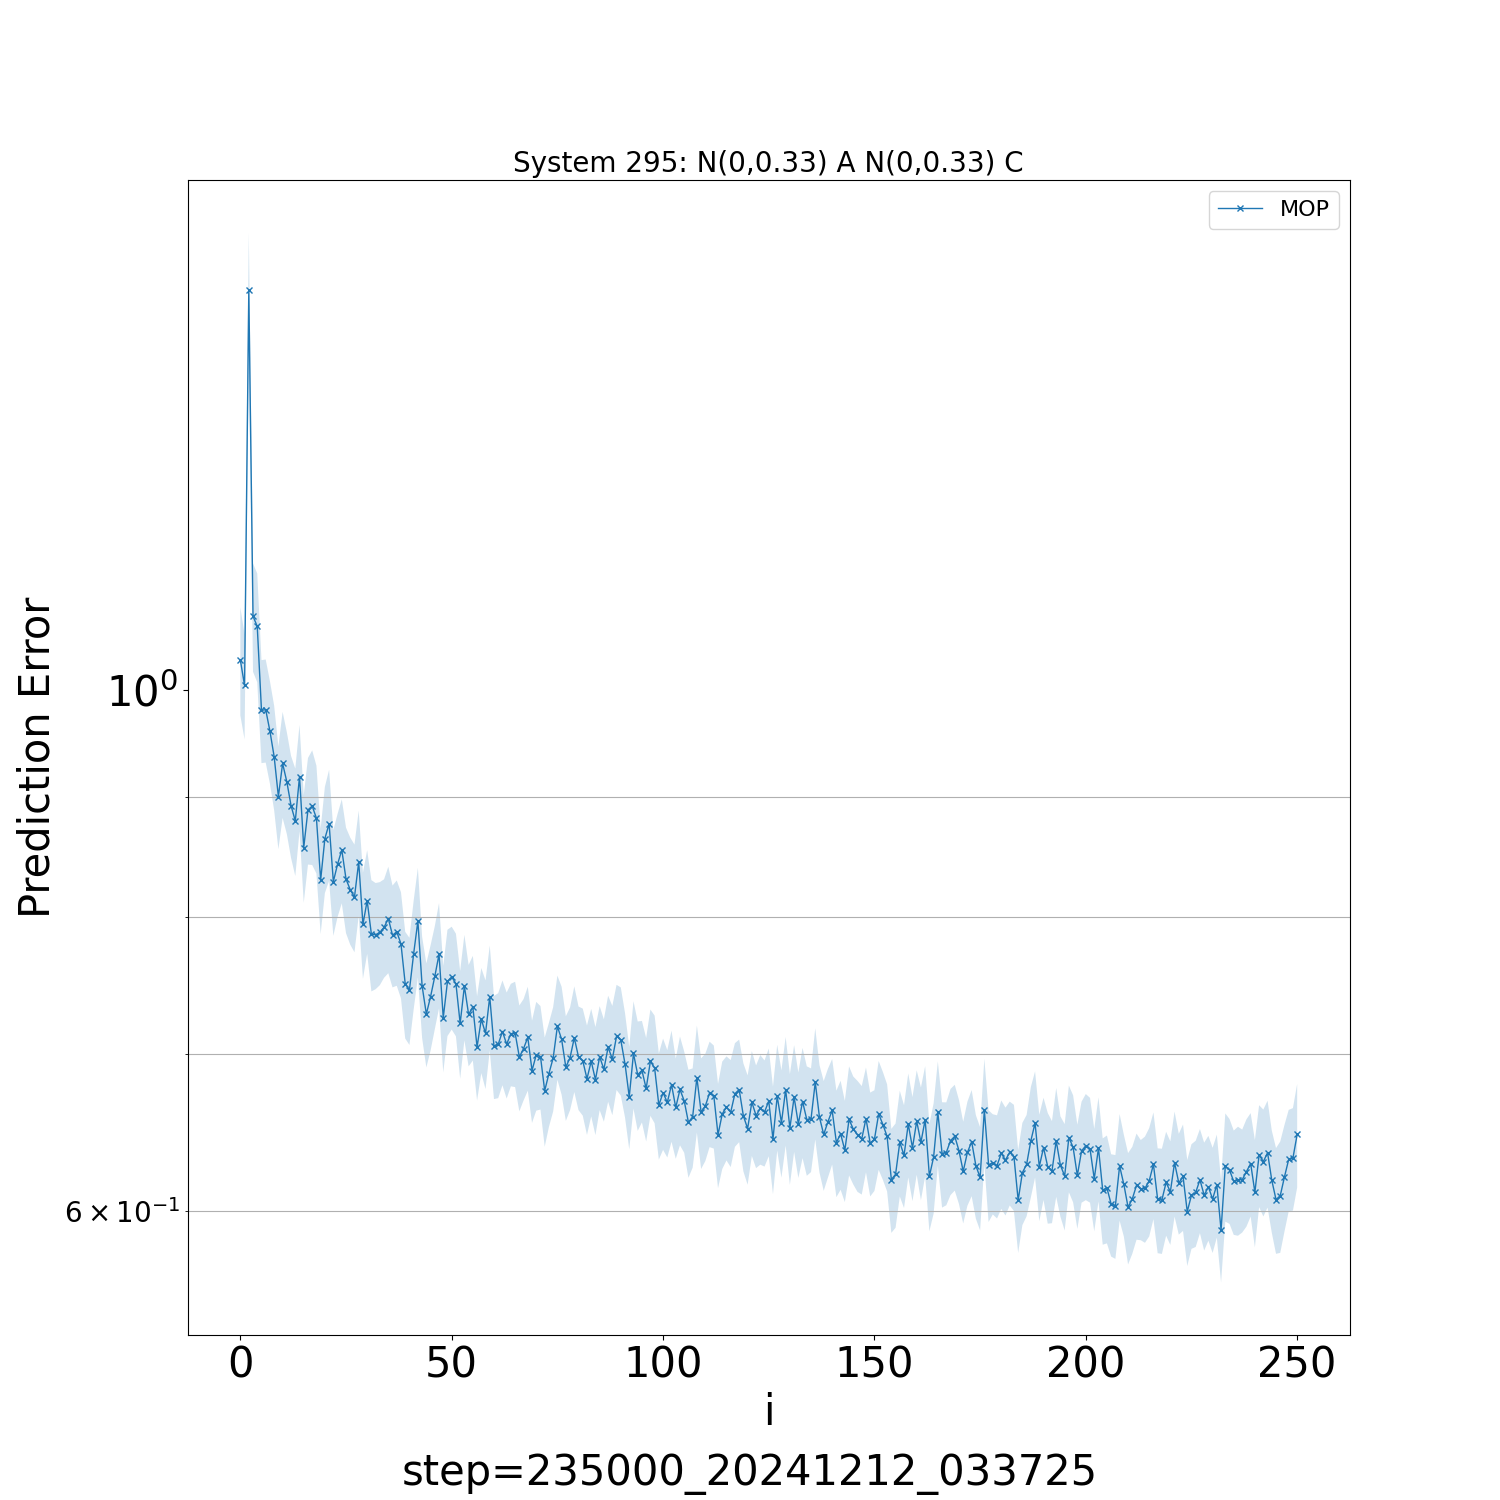 System 295: N(0,0.33) A N(0,0.33) C
MOP
Prediction Error
10⁰
6 × 10⁻¹
0 50 100 150 200 250
i
step=235000_20241212_033725